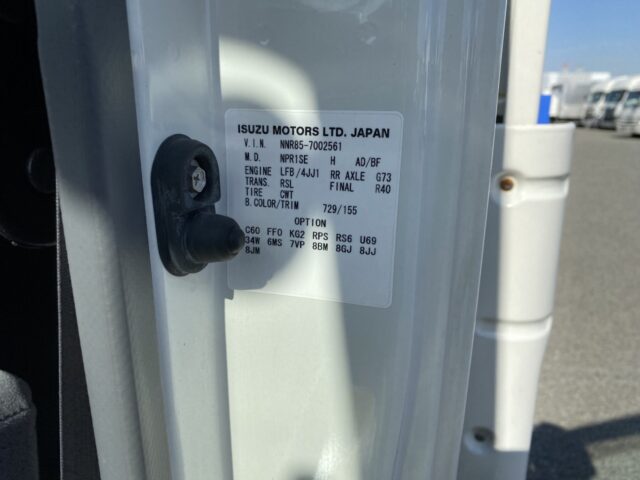 ISUZU MOTORS LTD. JAPAN
V.I.N. NNR85-7002561
M.D. NPR1SE H AD/BF
ENGINE LFB/4JJ1 RR AXLE G73
TRANS. RSL FINAL R40
TIRE CWT
B.COLOR/TRIM 729/155
OPTION
C60 FF0 KG2 RPS RS6 U69
34W 6MS 7VP 8BM 8GJ 8JJ
8JM